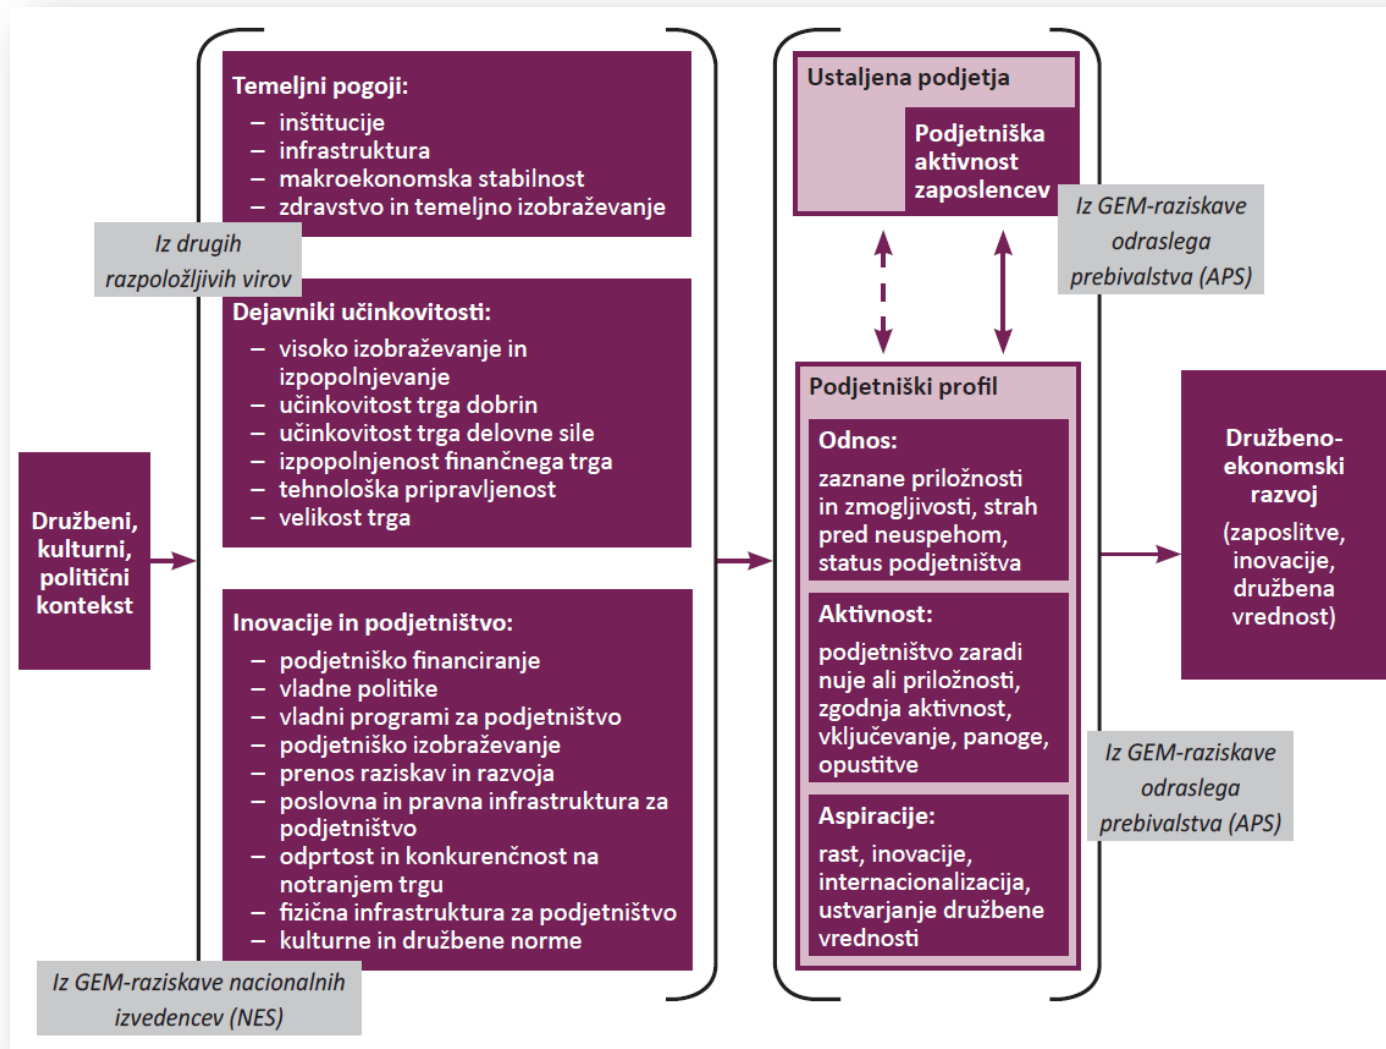 Družbeni,
kulturni,
politični
kontekst
Temeljni pogoji:
– inštitucije
– infrastruktura
– makroekonomska stabilnost
– zdravstvo in temeljno izobraževanje
Iz drugih
razpoložljivih virov
Dejavniki učinkovitosti:
– visoko izobraževanje in
izpopolnjevanje
– učinkovitost trga dobrin
– učinkovitost trga delovne sile
– izpopolnjenost finančnega trga
– tehnološka pripravljenost
– velikost trga
Inovacije in podjetništvo:
– podjetniško financiranje
– vladne politike
– vladni programi za podjetništvo
– podjetniško izobraževanje
– prenos raziskav in razvoja
– poslovna in pravna infrastruktura za
podjetništvo
– odprtost in konkurenčnost na
notranjem trgu
– fizična infrastruktura za podjetništvo
– kulturne in družbene norme
Iz GEM-raziskave nacionalnih
izvedencev (NES)
Ustaljena podjetja
Podjetniška
aktivnost
zaposlencev
Iz GEM-raziskave
odraslega
prebivalstva (APS)
Podjetniški profil
Odnos:
zaznane priložnosti
in zmogljivosti, strah
pred neuspehom,
status podjetništva
Aktivnost:
podjetništvo zaradi
nuje ali priložnosti,
zgodnja aktivnost,
vključevanje, panoge,
opustitve
Aspiracije:
rast, inovacije,
internacionalizacija,
ustvarjanje družbene
vrednosti
Iz GEM-raziskave
odraslega
prebivalstva (APS)
Družbeno-
ekonomski
razvoj
(zaposlitve,
inovacije,
družbena
vrednost)